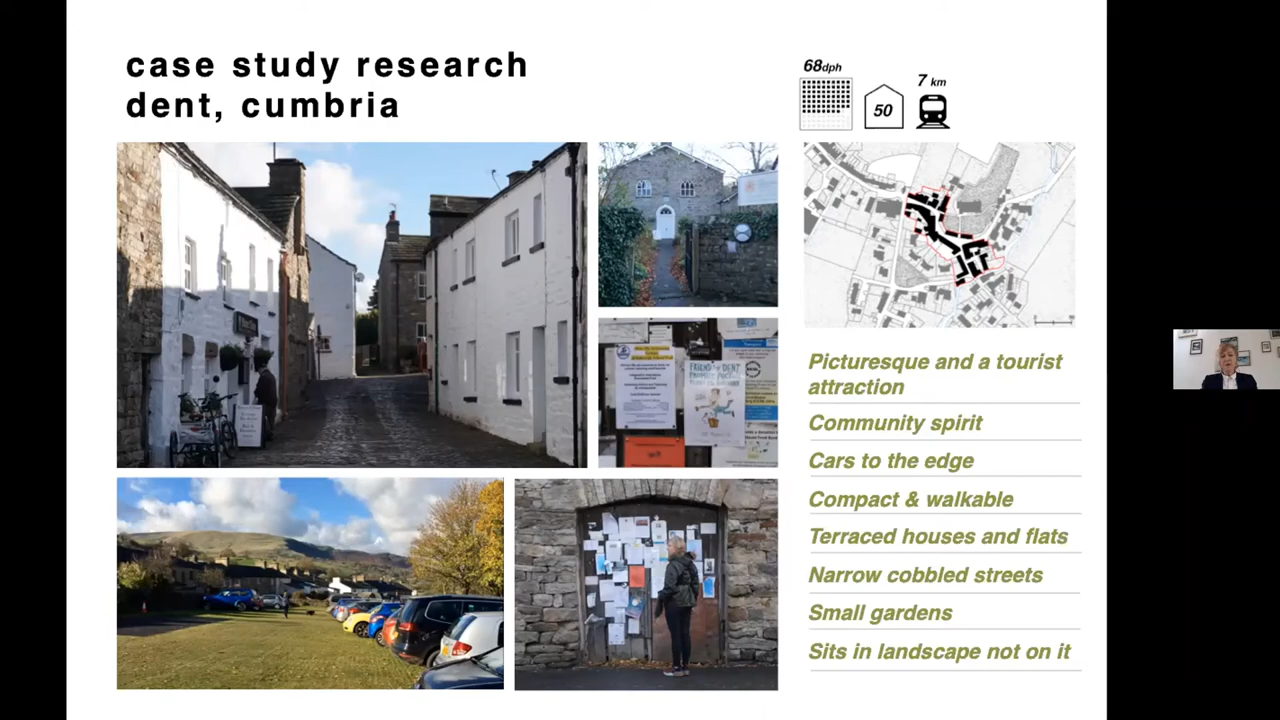 case study research
dent, cumbria
68dph
50
7 km
Picturesque and a tourist
attraction
Community spirit
Cars to the edge
Compact & walkable
Terraced houses and flats
Narrow cobbled streets
Small gardens
Sits in landscape not on it